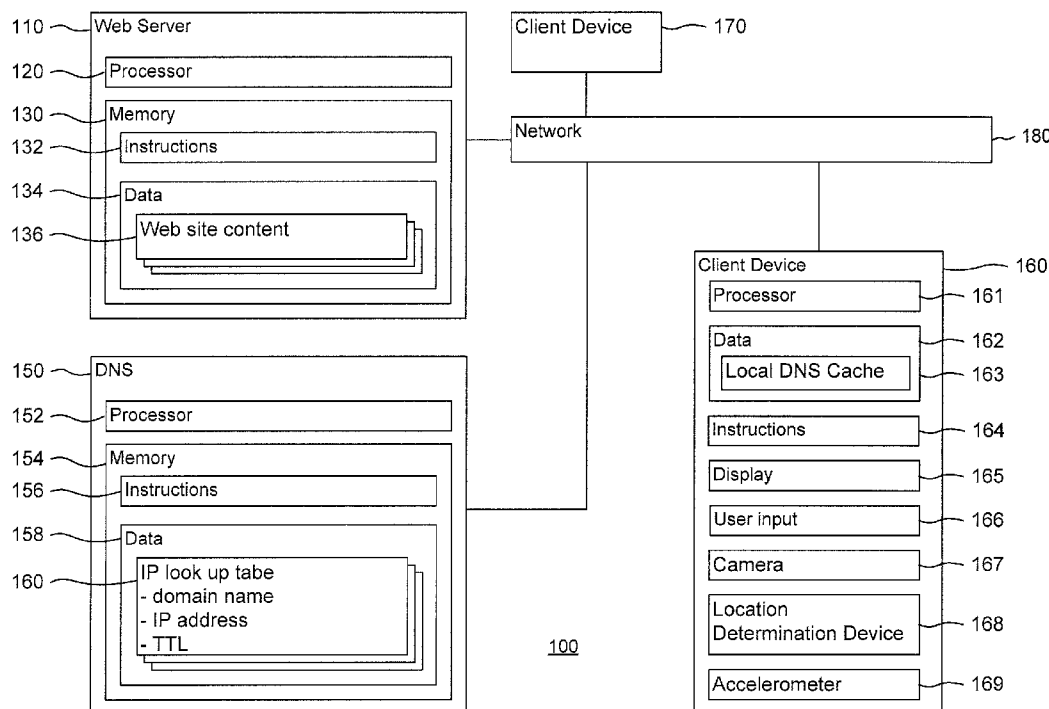 110
Web Server
120
Processor
130
Memory
132
Instructions
134
Data
136
Web site content
150
DNS
152
Processor
154
Memory
156
Instructions
158
Data
160
IP look up tabe
- domain name
- IP address
- TTL
Client Device
170
Network
180
Client Device
160
Processor
161
Data
162
Local DNS Cache
163
Instructions
164
Display
165
User input
166
Camera
167
Location
Determination Device
168
Accelerometer
169
100